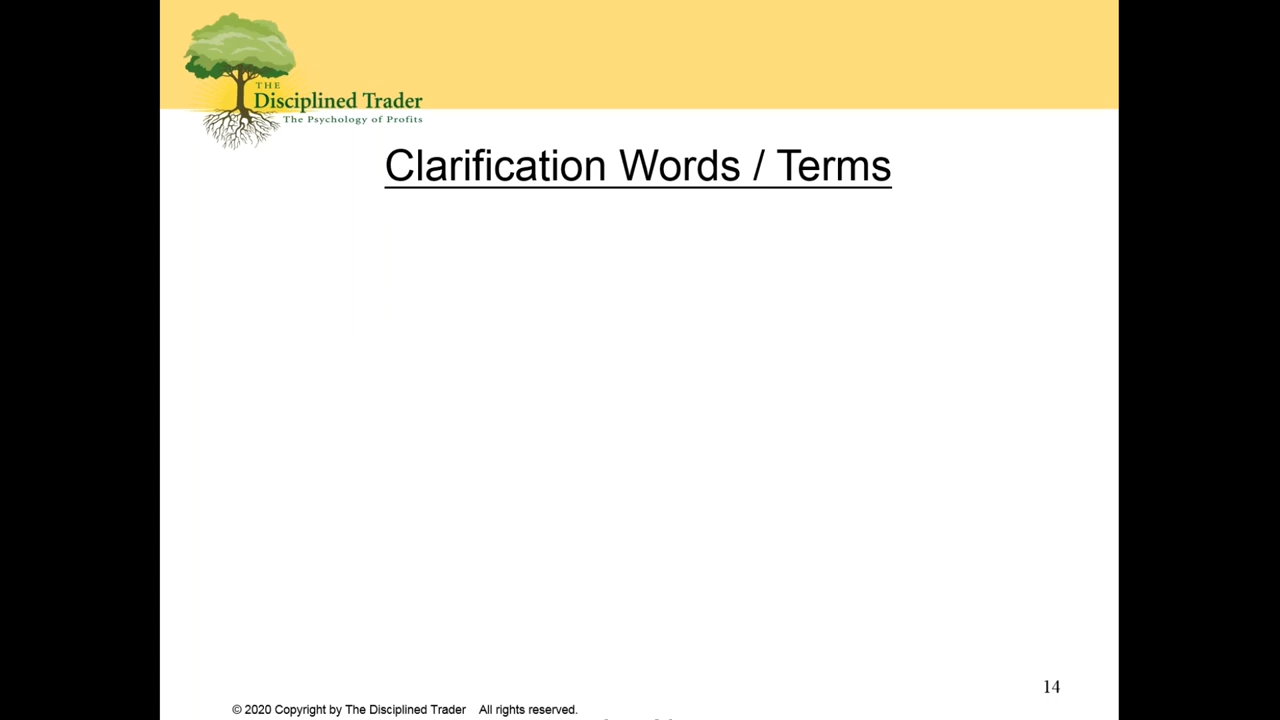 THE
Disciplined Trader
The Psychology of Profits
Clarification Words / Terms
14
© 2020 Copyright by The Disciplined Trader All rights reserved.